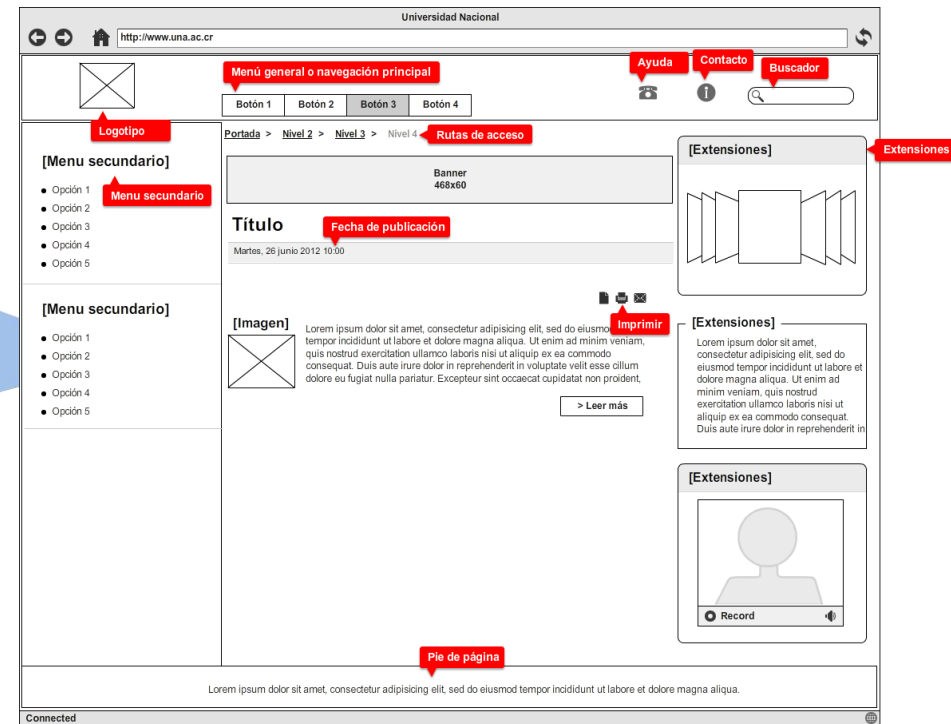 Universidad Nacional
http://www.una.ac.cr
Menú general o navegación principal
Ayuda
Contacto
Buscador
Botón 1
Botón 2
Botón 3
Botón 4
Logotipo
Portada > Nivel 2 > Nivel 3 > Nivel 4
Rutas de acceso
[Menu secundario]
Menu secundario
Opción 1
Opción 2
Opción 3
Opción 4
Opción 5
Banner
468x60
Título
Fecha de publicación
Martes, 26 junio 2012 10:00
[Extensiones]
Extensiones
[Menu secundario]
Opción 1
Opción 2
Opción 3
Opción 4
Opción 5
Imprimir
[Imagen]
Lorem ipsum dolor sit amet, consectetur adipisicing elit, sed do eiusmod
tempor incididunt ut labore et dolore magna aliqua. Ut enim ad minim veniam,
quis nostrud exercitation ullamco laboris nisi ut aliquip ex ea commodo
consequat. Duis aute irure dolor in reprehenderit in voluptate velit esse cillum
dolore eu fugiat nulla pariatur. Excepteur sint occaecat cupidatat non proident,
> Leer más
[Extensiones]
Lorem ipsum dolor sit amet,
consectetur adipisicing elit, sed do
eiusmod tempor incididunt ut labore et
dolore magna aliqua. Ut enim ad
minim veniam, quis nostrud
exercitation ullamco laboris nisi ut
aliquip ex ea commodo consequat.
Duis aute irure dolor in reprehenderit in
[Extensiones]
Record
Pie de página
Lorem ipsum dolor sit amet, consectetur adipisicing elit, sed do eiusmod tempor incididunt ut labore et dolore magna aliqua.
Connected